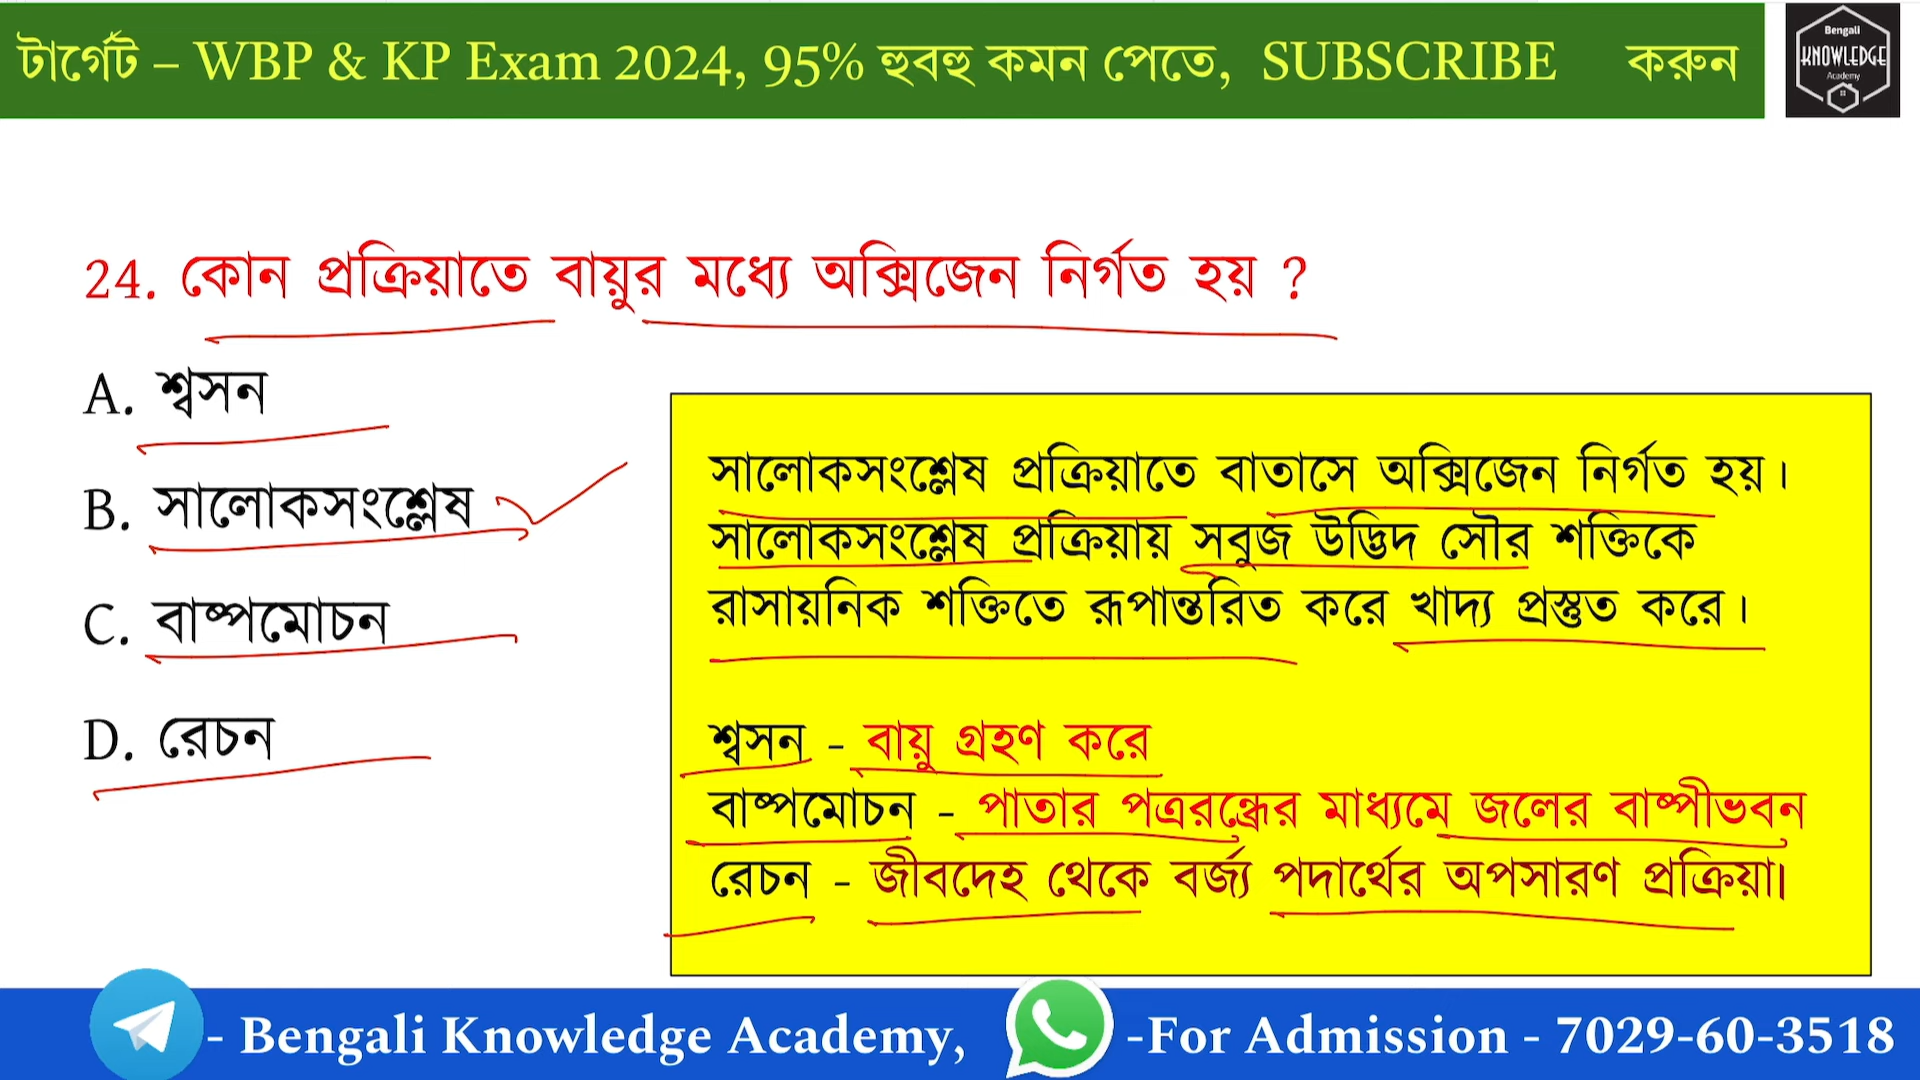 টার্গেট – WBP & KP Exam 2024, 95% হুবহু কমন পেতে, SUBSCRIBE করুন
Bengali
KNOWLEDGE
Academy
24. কোন প্রক্রিয়াতে বায়ুর মধ্যে অক্সিজেন নির্গত হয় ?
A. শ্বসন
B. সালোকসংশ্লেষ
C. বাষ্পমোচন
D. রেচন
সালোকসংশ্লেষ প্রক্রিয়াতে বাতাসে অক্সিজেন নির্গত হয়।
সালোকসংশ্লেষ প্রক্রিয়ায় সবুজ উদ্ভিদ সৌর শক্তিকে
রাসায়নিক শক্তিতে রূপান্তরিত করে খাদ্য প্রস্তুত করে।
শ্বসন - বায়ু গ্রহণ করে
বাষ্পমোচন - পাতার পত্ররন্ধ্রের মাধ্যমে জলের বাষ্পীভবন
রেচন - জীবদেহ থেকে বর্জ্য পদার্থের অপসারণ প্রক্রিয়া।
- Bengali Knowledge Academy, -For Admission - 7029-60-3518